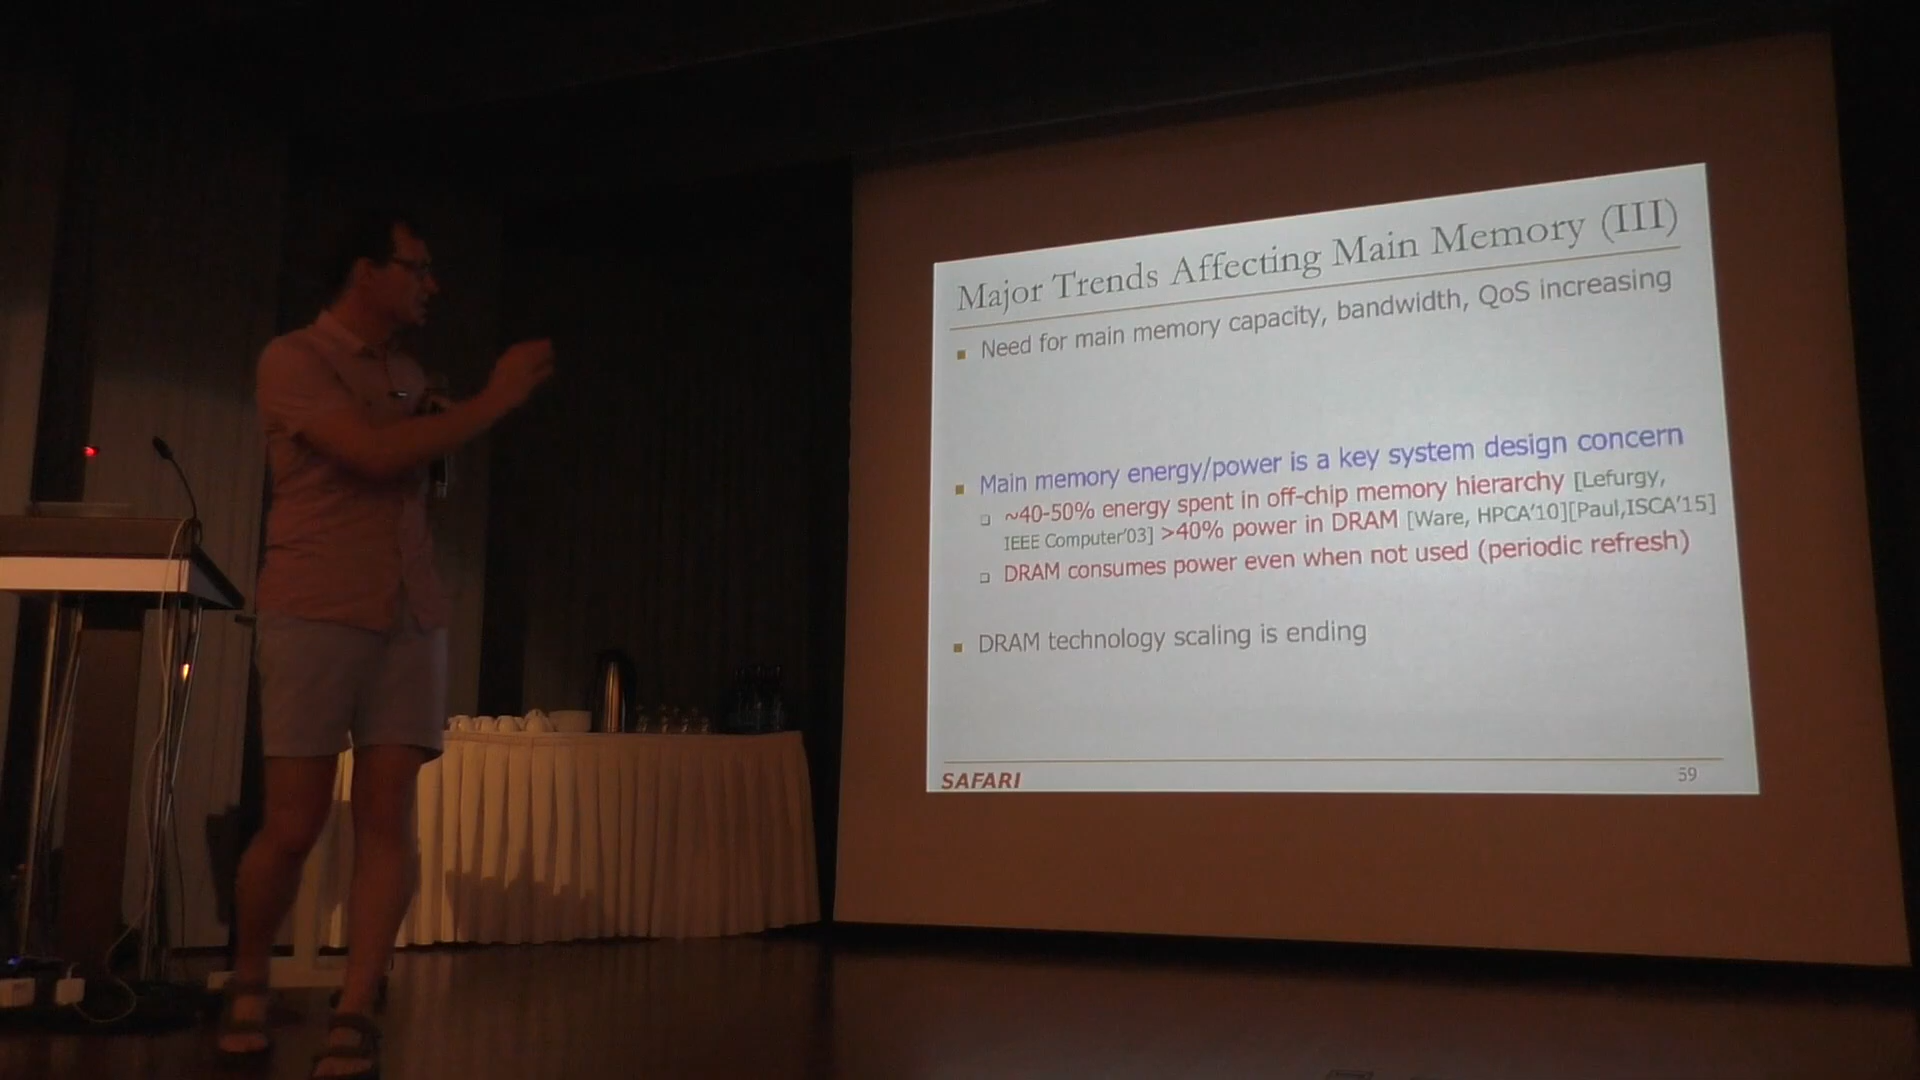 Major Trends Affecting Main Memory (III)
Need for main memory capacity, bandwidth, QoS increasing
Main memory energy/power is a key system design concern
~40-50% energy spent in off-chip memory hierarchy [Lefurgy,
IEEE Computer'03] >40% power in DRAM [Ware, HPCA'10][Paul,ISCA'15]
DRAM consumes power even when not used (periodic refresh)
DRAM technology scaling is ending
SAFARI
59